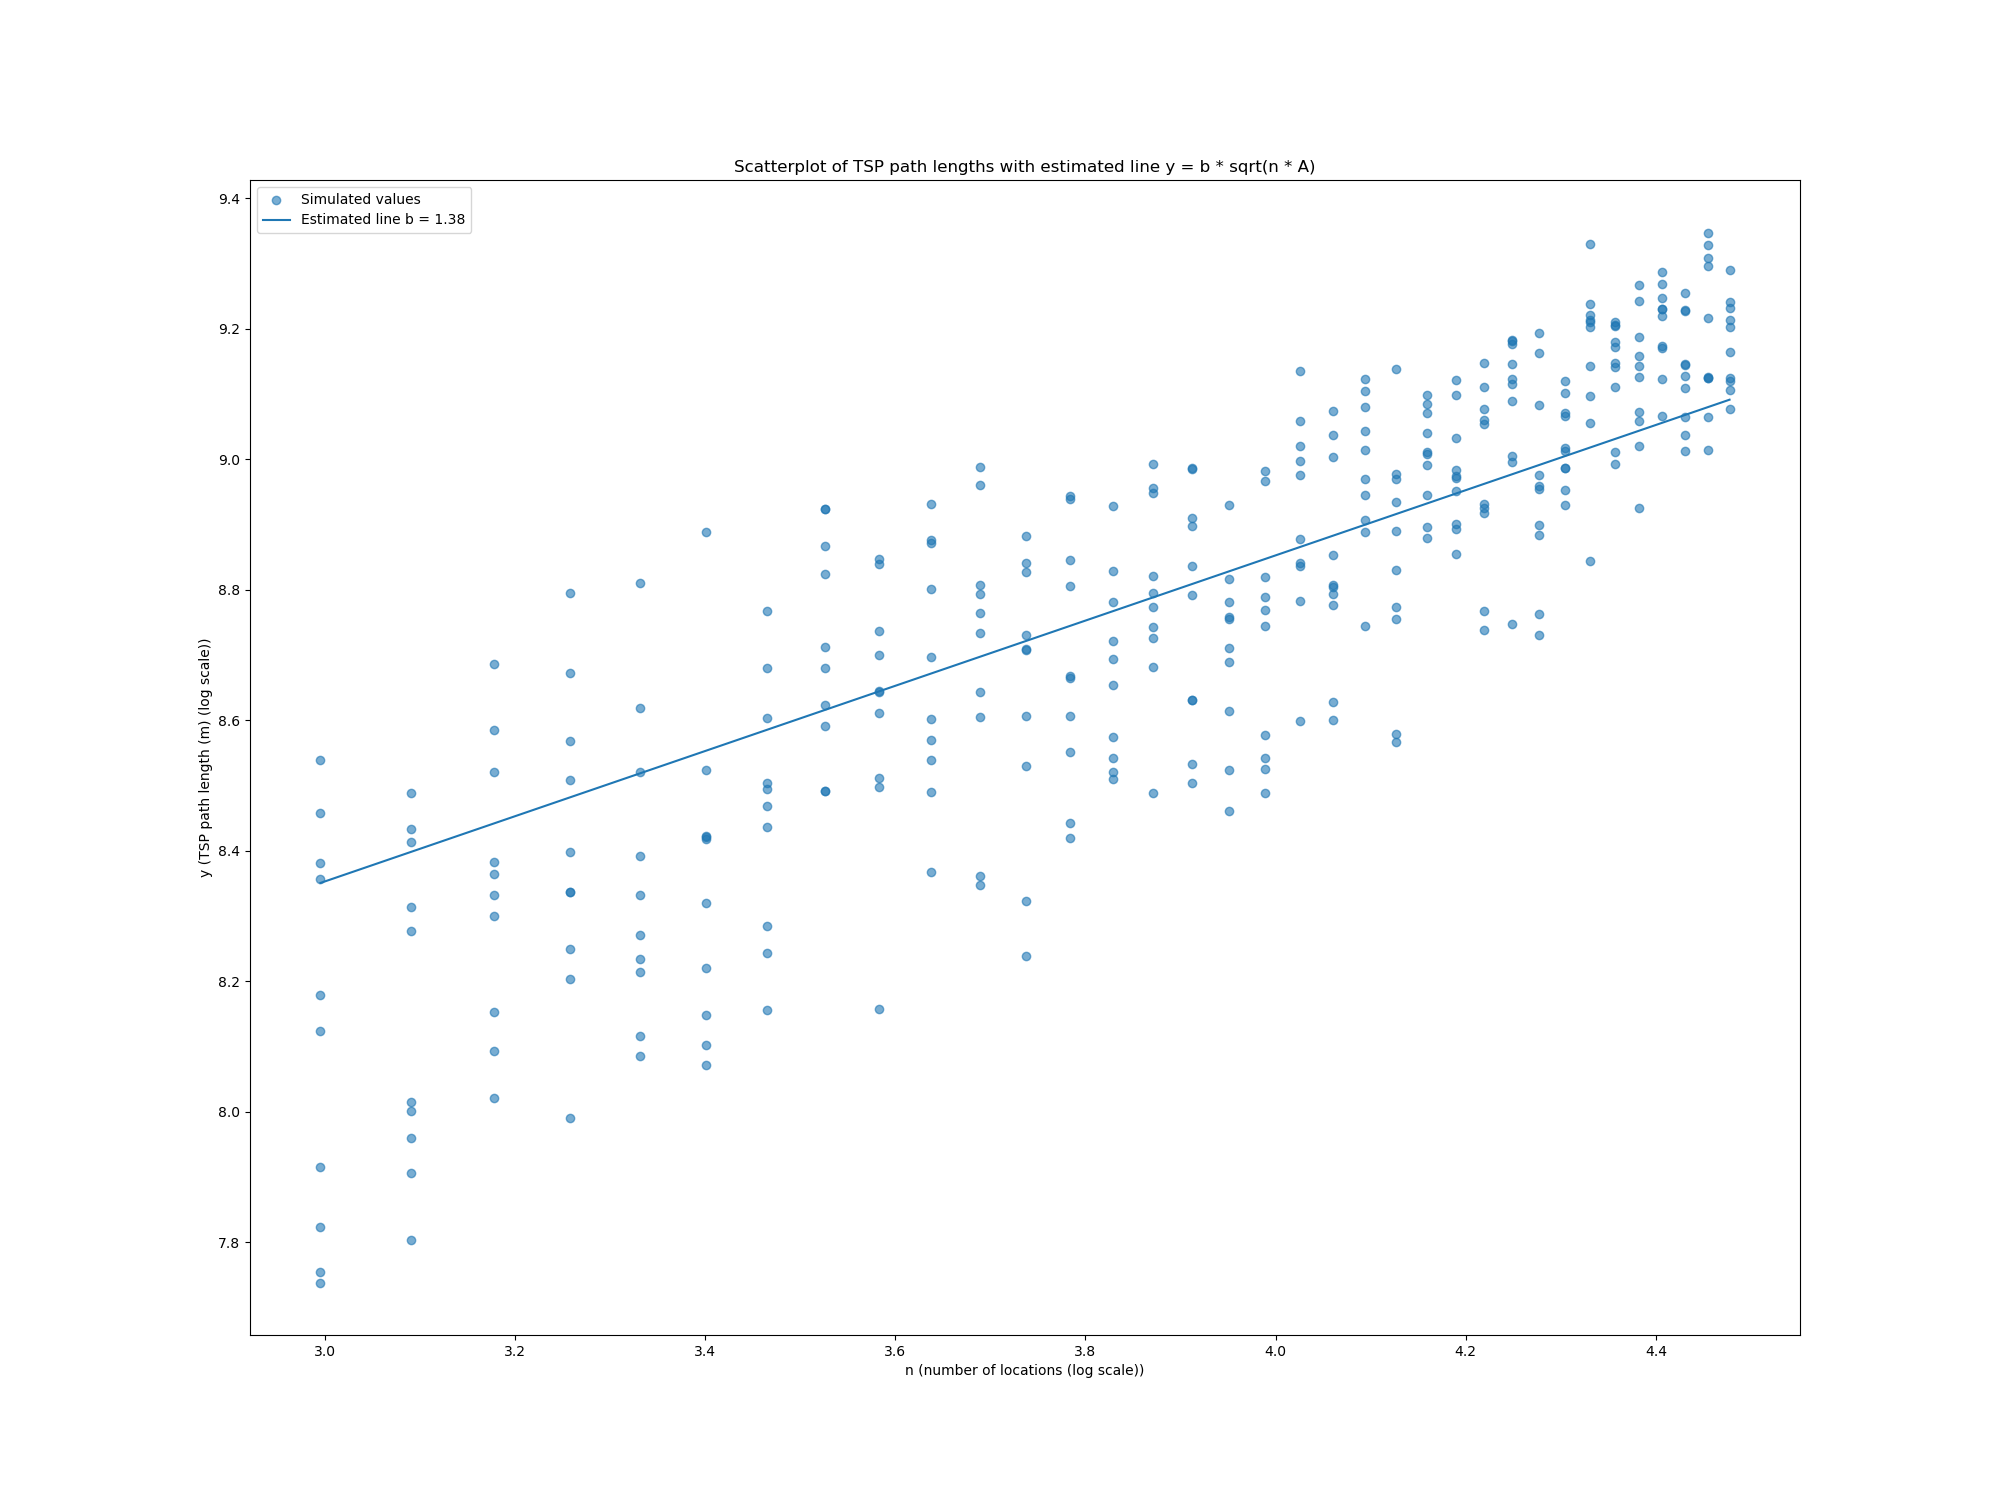 Scatterplot of TSP path lengths with estimated line y = b * sqrt(n * A)
Simulated values
Estimated line b = 1.38
y (TSP path length (m) (log scale))
9.4
9.2
9.0
8.8
8.6
8.4
8.2
8.0
7.8
3.0 3.2 3.4 3.6 3.8 4.0 4.2 4.4
n (number of locations (log scale))